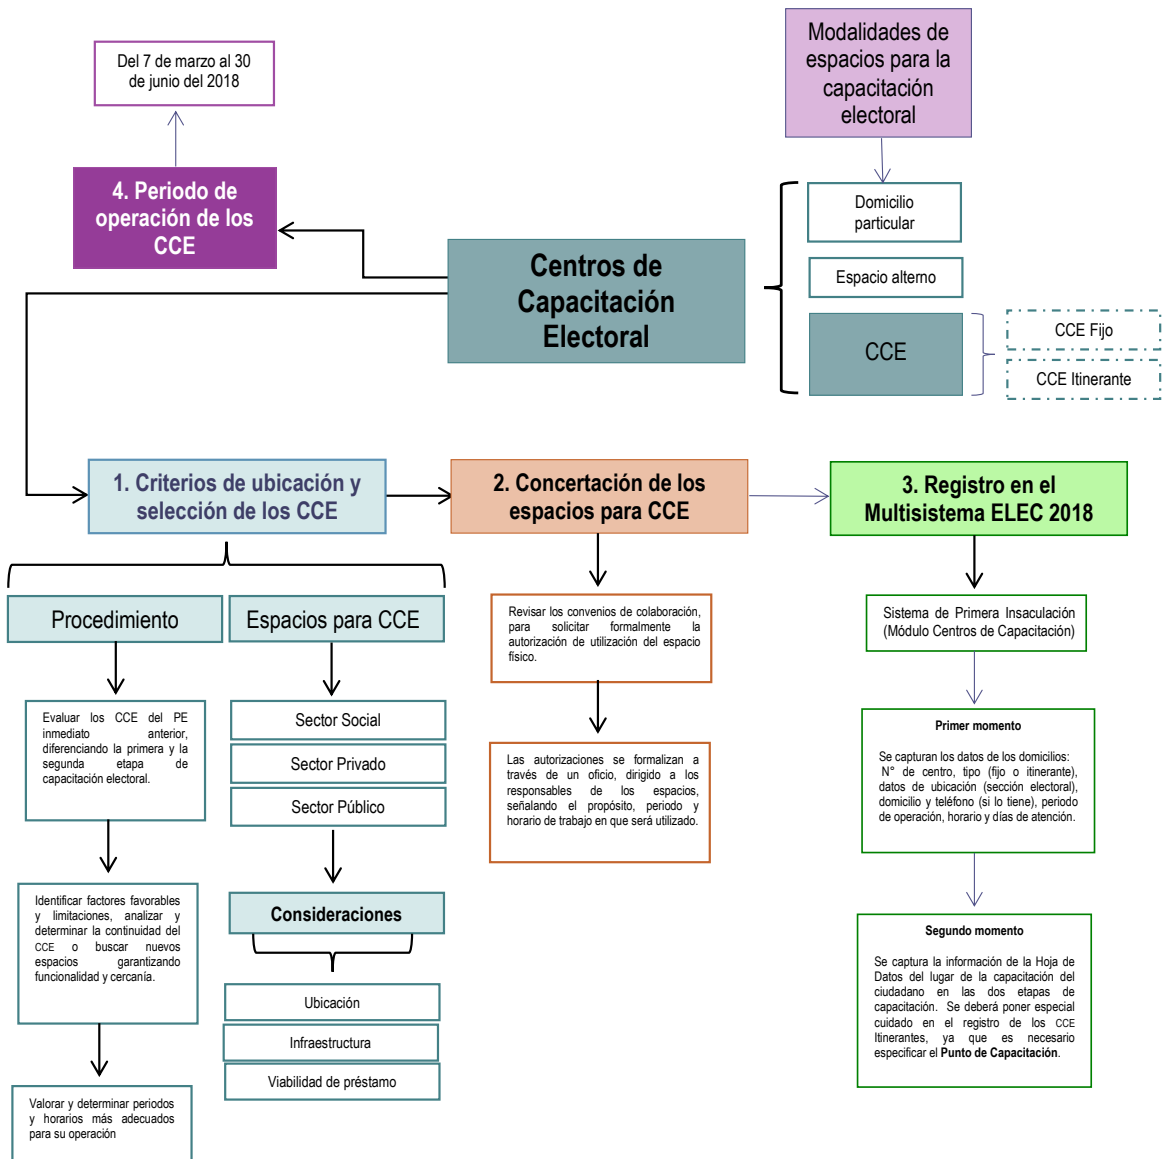 Del 7 de marzo al 30
de junio del 2018
Modalidades de
espacios para la
capacitación
electoral
4. Periodo de
operación de los
CCE
Centros de
Capacitación
Electoral
Domicilio
particular
Espacio alterno
CCE
CCE Fijo
CCE Itinerante
1. Criterios de ubicación y
selección de los CCE
2. Concertación de los
espacios para CCE
3. Registro en el
Multisistema ELEC 2018
Procedimiento
Evaluar los CCE del PE
inmediato anterior,
diferenciando la primera y la
segunda etapa de
capacitación electoral.
Identificar factores favorables
y limitaciones, analizar y
determinar la continuidad del
CCE o buscar nuevos
espacios garantizando
funcionalidad y cercanía.
Valorar y determinar periodos
y horarios más adecuados
para su operación
Espacios para CCE
Sector Social
Sector Privado
Sector Público
Consideraciones
Ubicación
Infraestructura
Viabilidad de préstamo
Revisar los convenios de colaboración,
para solicitar formalmente la
autorización de utilización del espacio
físico.
Las autorizaciones se formalizan a
través de un oficio, dirigido a los
responsables de los espacios,
señalando el propósito, periodo y
horario de trabajo en que será utilizado.
Sistema de Primera Insaculación
(Módulo Centros de Capacitación)
Primer momento
Se capturan los datos de los domicilios:
N° de centro, tipo (fijo o itinerante),
datos de ubicación (sección electoral),
domicilio y teléfono (si lo tiene), periodo
de operación, horario y días de atención.
Segundo momento
Se captura la información de la Hoja de
Datos del lugar de la capacitación del
ciudadano en las dos etapas de
capacitación. Se deberá poner especial
cuidado en el registro de los CCE
Itinerantes, ya que es necesario
especificar el Punto de Capacitación.